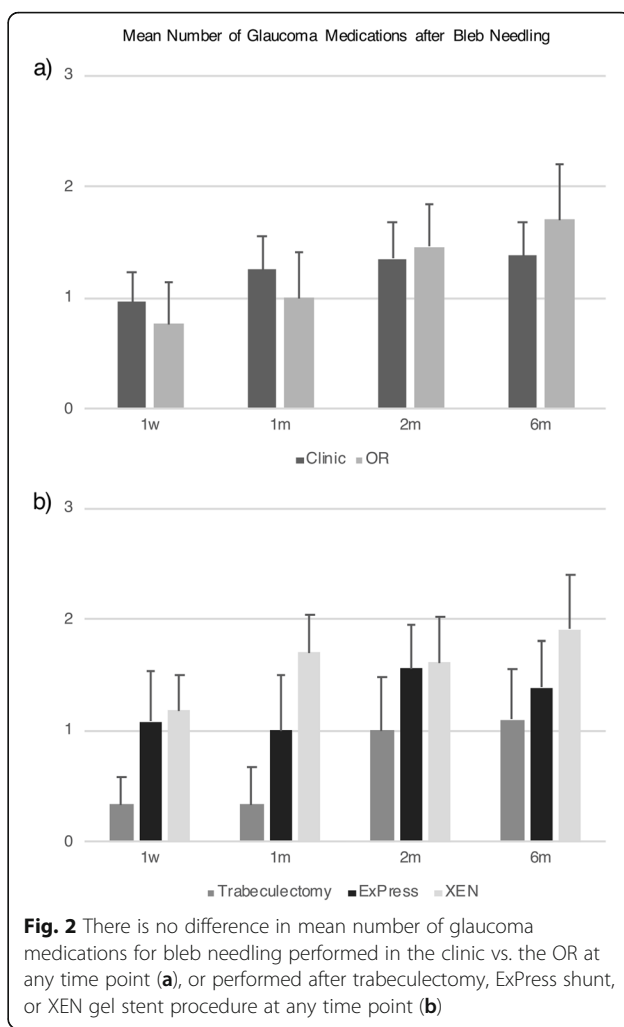 Mean Number of Glaucoma Medications after Bleb Needling
a)
3
2
1
0
1w 1m 2m 6m
Clinic OR
b)
3
2
1
0
1w 1m 2m 6m
Trabeculectomy ExPress XEN
Fig. 2 There is no difference in mean number of glaucoma
medications for bleb needling performed in the clinic vs. the OR at
any time point (a), or performed after trabeculectomy, ExPress shunt,
or XEN gel stent procedure at any time point (b)